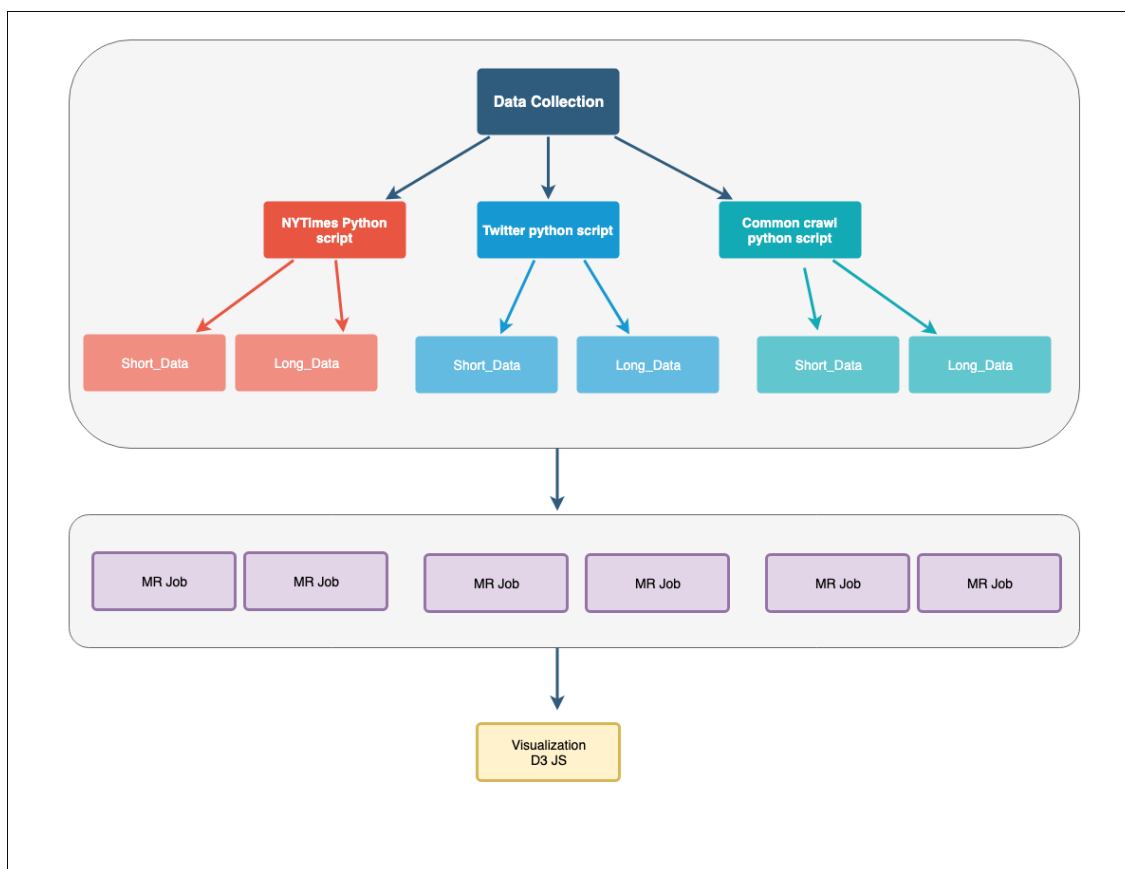 Data Collection
NYTimes Python
script
Twitter python script
Common crawl
python script
Short_Data
Long_Data
Short_Data
Long_Data
Short_Data
Long_Data
MR Job
MR Job
MR Job
MR Job
MR Job
MR Job
Visualization
D3 JS